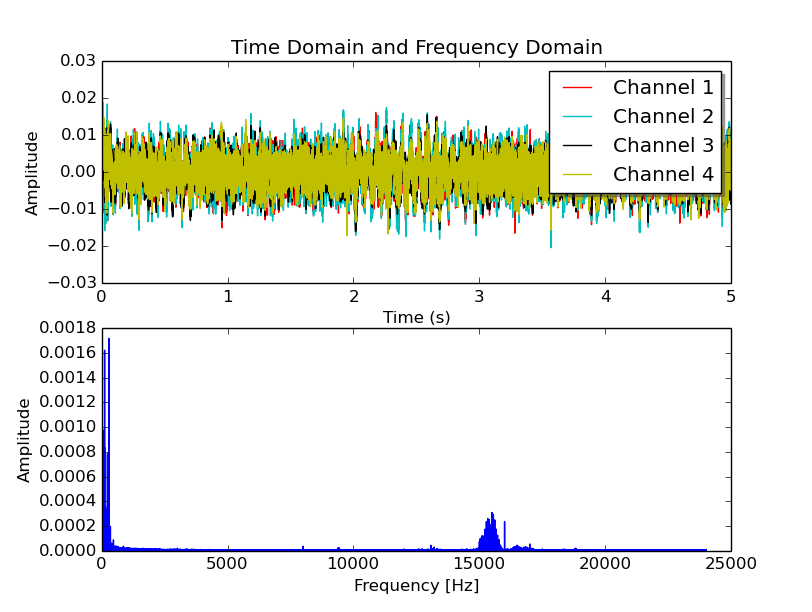 Time Domain and Frequency Domain
0.03
0.02
0.01
0.00
−0.01
−0.02
−0.03
Amplitude
Channel 1
Channel 2
Channel 3
Channel 4
0 1 2 3 4 5
Time (s)
0.0018
0.0016
0.0014
0.0012
0.0010
0.0008
0.0006
0.0004
0.0002
0.0000
Amplitude
0 5000 10000 15000 20000 25000
Frequency [Hz]